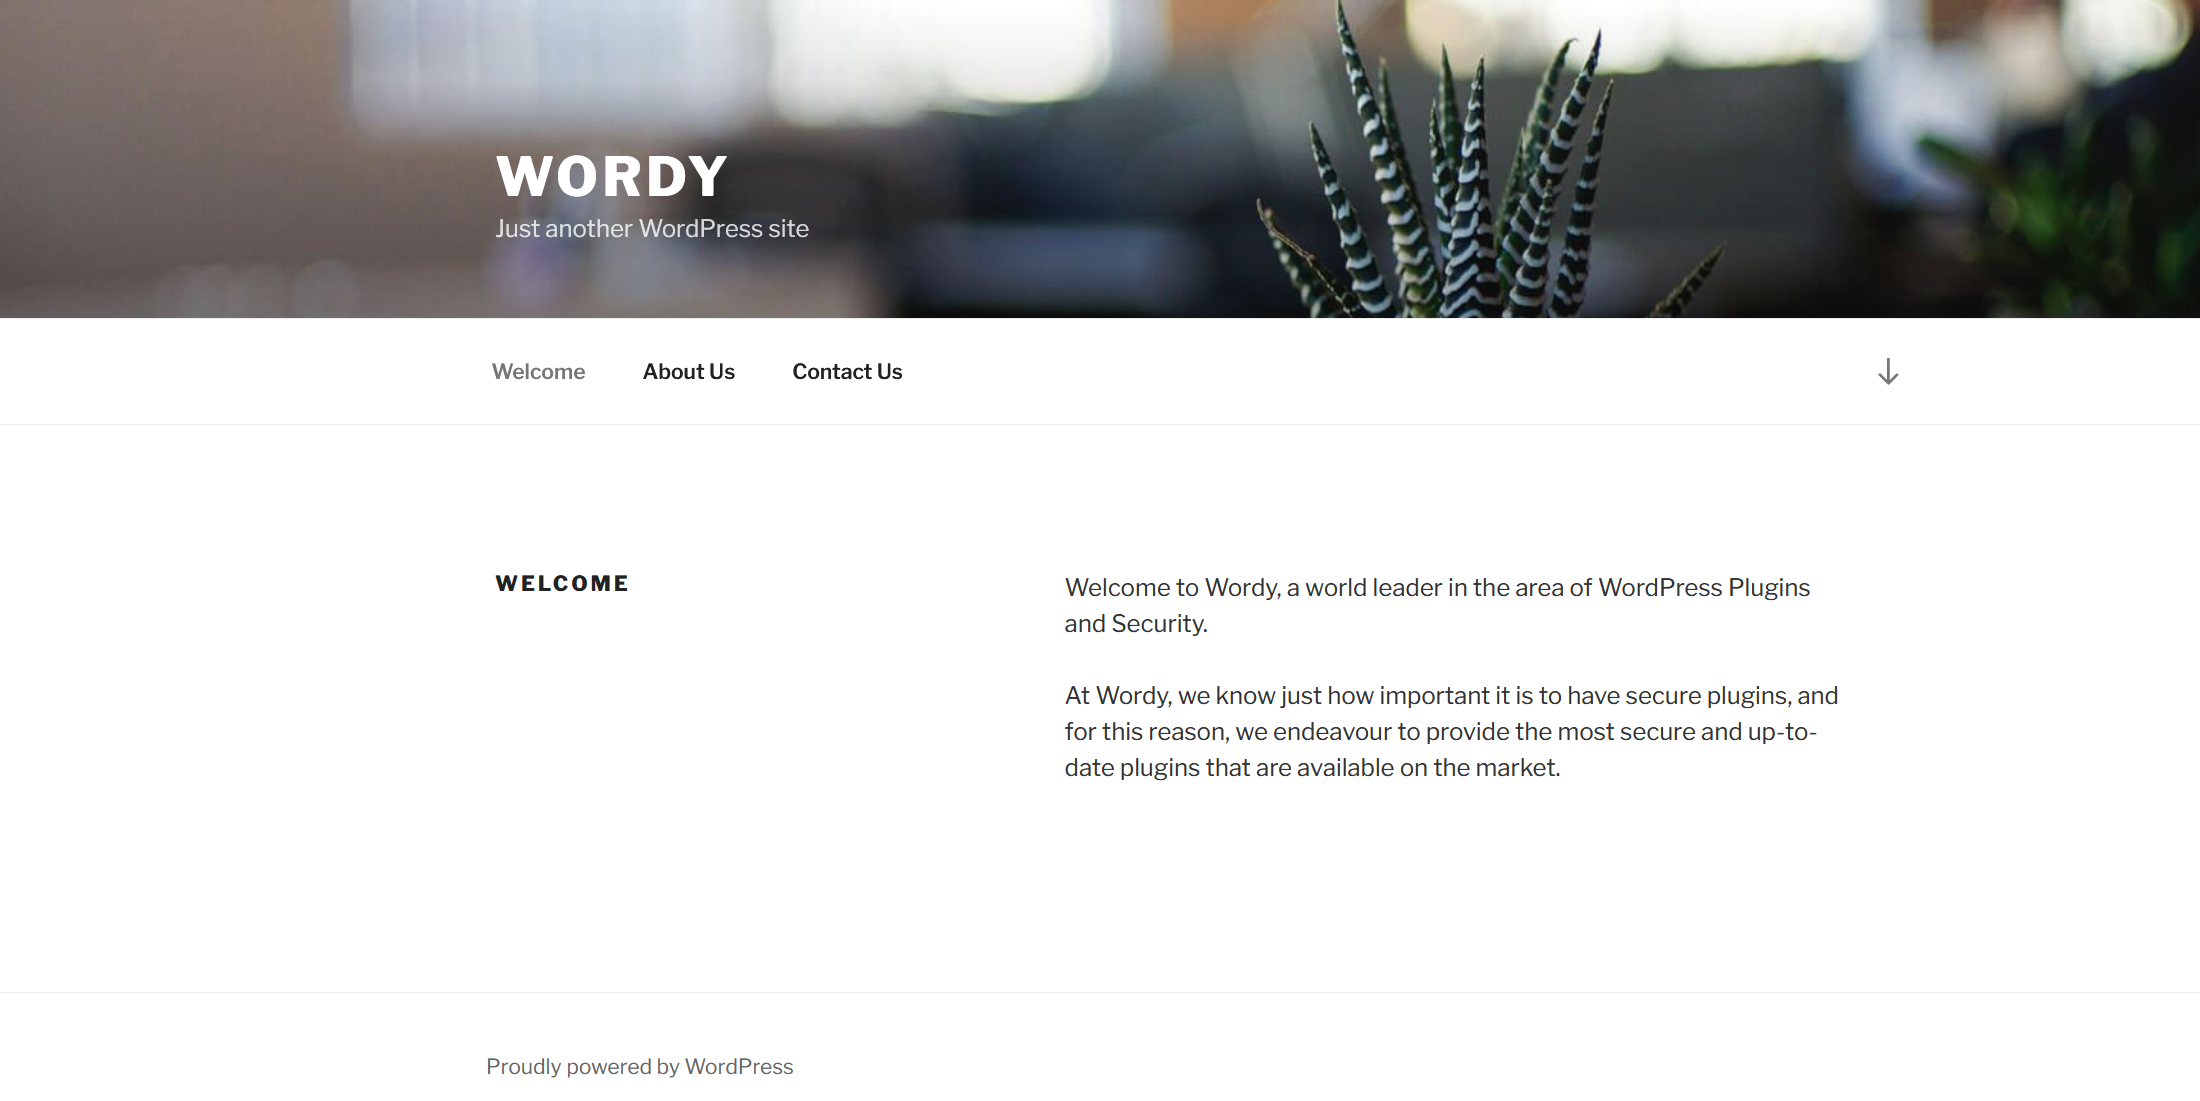 WORDY
Just another WordPress site
Welcome About Us Contact Us
WELCOME
Welcome to Wordy, a world leader in the area of WordPress Plugins
and Security.
At Wordy, we know just how important it is to have secure plugins, and
for this reason, we endeavour to provide the most secure and up-to-
date plugins that are available on the market.
Proudly powered by WordPress